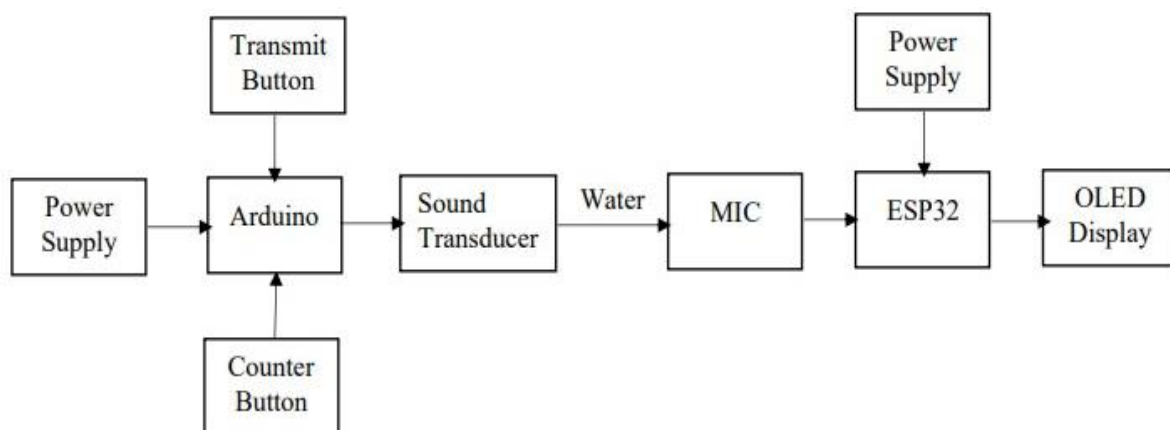 Transmit
Button
Power
Supply
Power
Supply
Arduino
Sound
Transducer
Water
MIC
ESP32
OLED
Display
Counter
Button